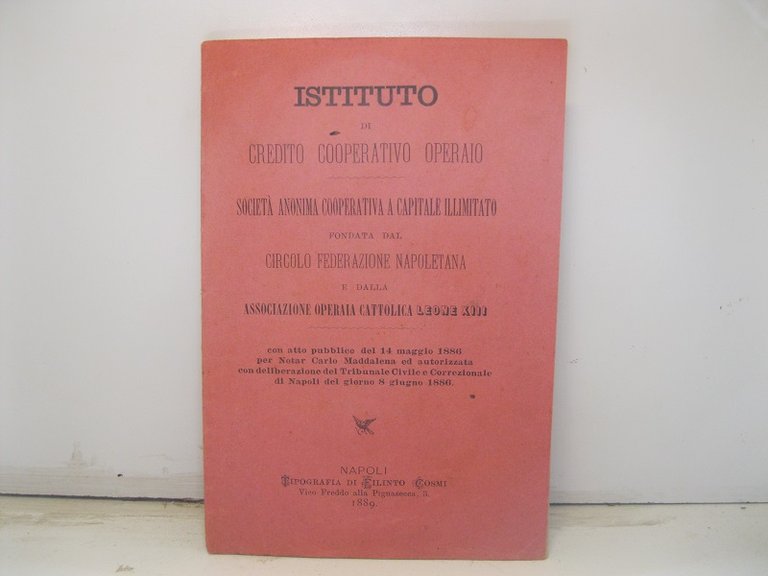 ISTITUTO
DI
CREDITO COOPERATIVO OPERAIO
SOCIETÀ ANONIMA COOPERATIVA A CAPITALE ILLIMITATO
FONDATA DAL
CIRCOLO FEDERAZIONE NAPOLETANA
E DALLA
ASSOCIAZIONE OPERAIA CATTOLICA LEONE XIII
con atto pubblico del 14 maggio 1886
per Notar Carlo Maddalena ed autorizzata
con deliberazione del Tribunale Civile e Correzionale
di Napoli del giorno 8 giugno 1886.
NAPOLI
TIPOGRAFIA DI FILINTO COSMI
Vico Freddo alla Pignasecca, 3.
1889.